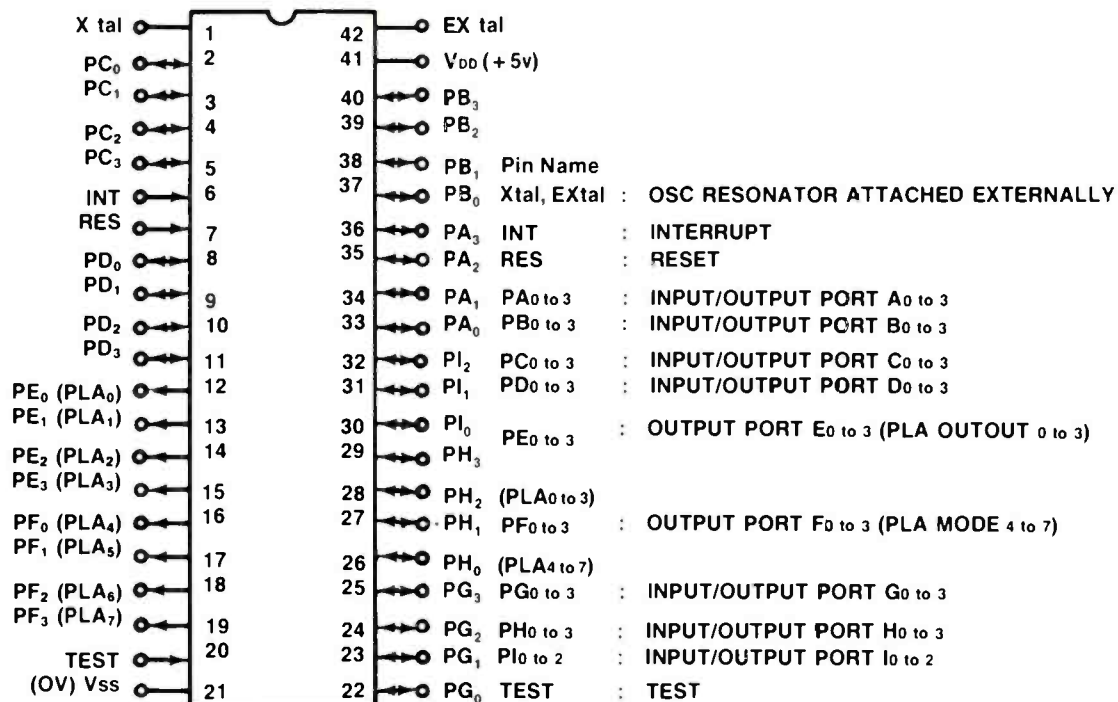 X tal 1 42 EX tal
PC₀ 2 41 VDD (+ 5v)
PC₁ 3 40 PB₃
PC₂ 4 39 PB₂
PC₃ 5 38 PB₁ Pin Name
INT 6 37 PB₀ Xtal, EXtal : OSC RESONATOR ATTACHED EXTERNALLY
RES 7 36 PA₃ INT : INTERRUPT
PD₀ 8 35 PA₂ RES : RESET
PD₁ 9 34 PA₁ PA0 to 3 : INPUT/OUTPUT PORT A0 to 3
PD₂ 10 33 PA₀ PB0 to 3 : INPUT/OUTPUT PORT B0 to 3
PD₃ 11 32 PI₂ PC0 to 3 : INPUT/OUTPUT PORT C0 to 3
PE₀ (PLA₀) 12 31 PI₁ PD0 to 3 : INPUT/OUTPUT PORT D0 to 3
PE₁ (PLA₁) 13 30 PI₀ PE0 to 3 : OUTPUT PORT E0 to 3 (PLA OUTOUT 0 to 3)
PE₂ (PLA₂) 14 29 PH₃
PE₃ (PLA₃) 15 28 PH₂ (PLA0 to 3)
PF₀ (PLA₄) 16 27 PH₁ PF0 to 3 : OUTPUT PORT F0 to 3 (PLA MODE 4 to 7)
PF₁ (PLA₅) 17 26 PH₀ (PLA4 to 7)
PF₂ (PLA₆) 18 25 PG₃ PG0 to 3 : INPUT/OUTPUT PORT G0 to 3
PF₃ (PLA₇) 19 24 PG₂ PH0 to 3 : INPUT/OUTPUT PORT H0 to 3
TEST 20 23 PG₁ PI0 to 2 : INPUT/OUTPUT PORT I0 to 2
(OV) Vss 21 22 PG₀ TEST : TEST